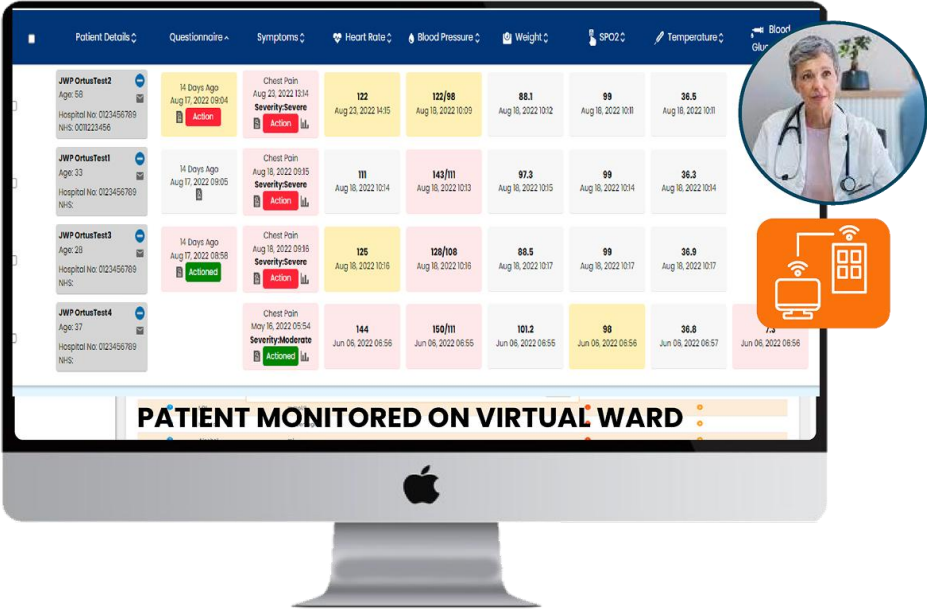 Patient Details Questionnaire Symptoms Heart Rate Blood Pressure Weight SPO2 Temperature Blood
JWP OrtusTest2
Age: 58
Hospital No: 0123456789
NHS: 0011223456
14 Days Ago
Aug 17, 2022 09:04
Action
Chest Pain
Aug 23, 2022 13:14
Severity:Severe
Action
122
Aug 23, 2022 14:15
122/98
Aug 18, 2022 10:09
88.1
Aug 18, 2022 10:12
99
Aug 18, 2022 10:11
36.5
Aug 18, 2022 10:11
JWP OrtusTest1
Age: 33
Hospital No: 0123456789
NHS:
14 Days Ago
Aug 17, 2022 09:05
Chest Pain
Aug 18, 2022 09:15
Severity:Severe
Action
111
Aug 18, 2022 10:14
143/111
Aug 18, 2022 10:13
97.3
Aug 18, 2022 10:15
99
Aug 18, 2022 10:14
36.3
Aug 18, 2022 10:14
JWP OrtusTest3
Age: 28
Hospital No: 0123456789
NHS:
14 Days Ago
Aug 17, 2022 08:58
Actioned
Chest Pain
Aug 18, 2022 09:16
Severity:Severe
Action
125
Aug 18, 2022 10:16
128/108
Aug 18, 2022 10:16
88.5
Aug 18, 2022 10:17
99
Aug 18, 2022 10:17
36.9
Aug 18, 2022 10:17
JWP OrtusTest4
Age: 37
Hospital No: 0123456789
NHS:
Chest Pain
May 16, 2022 05:54
Severity:Moderate
Actioned
144
Jun 06, 2022 06:56
150/111
Jun 06, 2022 06:55
101.2
Jun 06, 2022 06:55
98
Jun 06, 2022 06:56
36.8
Jun 06, 2022 06:57
7.3
Jun 06, 2022 06:56
PATIENT MONITORED ON VIRTUAL WARD